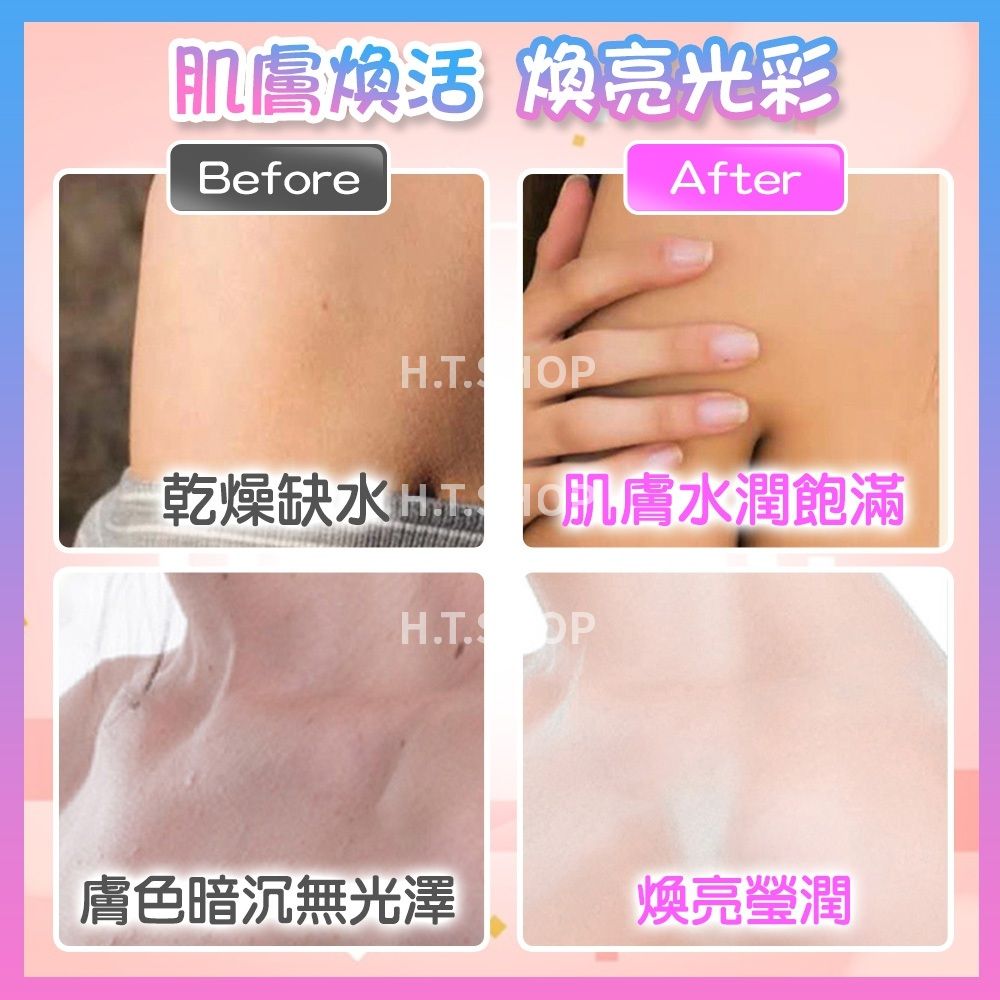 肌膚煥活 煥亮光彩
Before
After
H.T.SHOP
乾燥缺水
H.T.SHOP
肌膚水潤飽滿
H.T.SHOP
膚色暗沉無光澤
煥亮瑩潤